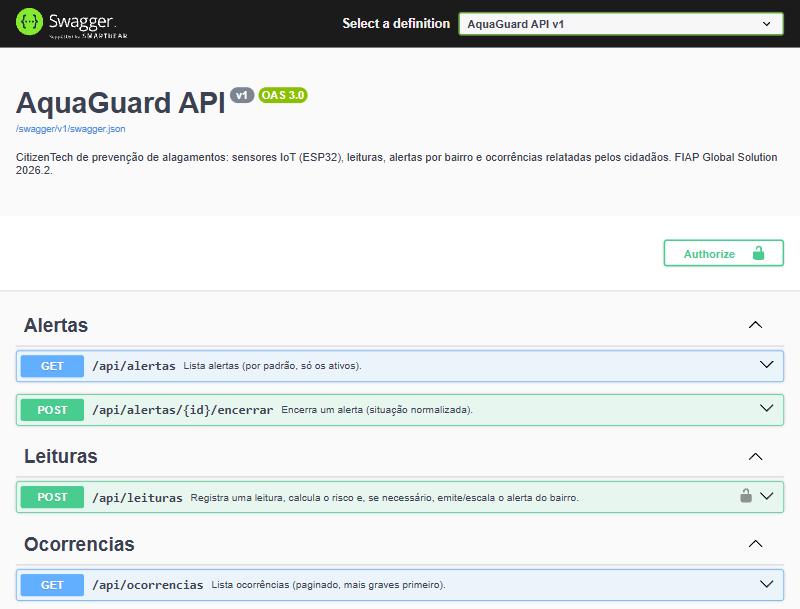 Swagger.
Supported by SMARTBEAR
Select a definition
AquaGuard API v1
AquaGuard API v1 OAS 3.0
/swagger/v1/swagger.json
CitizenTech de prevenção de alagamentos: sensores IoT (ESP32), leituras, alertas por bairro e ocorrências relatadas pelos cidadãos. FIAP Global Solution
2026.2.
Authorize
Alertas
GET /api/alertas Lista alertas (por padrão, só os ativos).
POST /api/alertas/{id}/encerrar Encerra um alerta (situação normalizada).
Leituras
POST /api/leituras Registra uma leitura, calcula o risco e, se necessário, emite/escala o alerta do bairro.
Ocorrencias
GET /api/ocorrencias Lista ocorrências (paginado, mais graves primeiro).